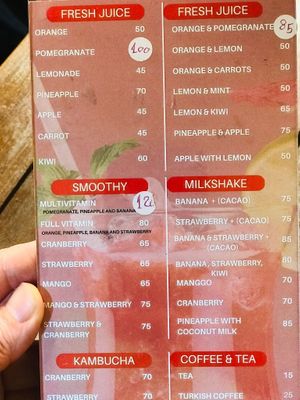 FRESH JUICE
ORANGE 50
POMEGRANATE 100
LEMONADE 45
PINEAPPLE 70
APPLE 45
CARROT 45
KIWI 60
SMOOTHY
MULTIVITAMIN
POMEGRANATE, PINEAPPLE AND BANANA
FULL VITAMIN 80
ORANGE, PINEAPPLE, BANANA AND STRAWBERRY
CRANBERRY 65
STRAWBERRY 65
MANGO 65
MANGO & STRAWBERRY 75
STRAWBERRY & 75
CRANBERRY
KAMBUCHA
CRANBERRY 70
STRAWBERRY 70
FRESH JUICE
ORANGE & POMEGRANATE 85
ORANGE & LEMON 50
ORANGE & CARROTS 50
LEMON & MINT 50
LEMON & KIWI 65
PINEAPPLE & APPLE 75
APPLE WITH LEMON 50
MILKSHAKE
BANANA + (CACAO) 75
STRAWBERRY + (CACAO) 75
BANANA & STRAWBERRY + 85
(CACAO)
BANANA, STRAWBERRY, 80
KIWI
MANGGO 70
CRANBERRY 70
PINEAPPLE WITH 85
COCONUT MILK
COFFEE & TEA
TEA 15
TURKISH COFFEE 25